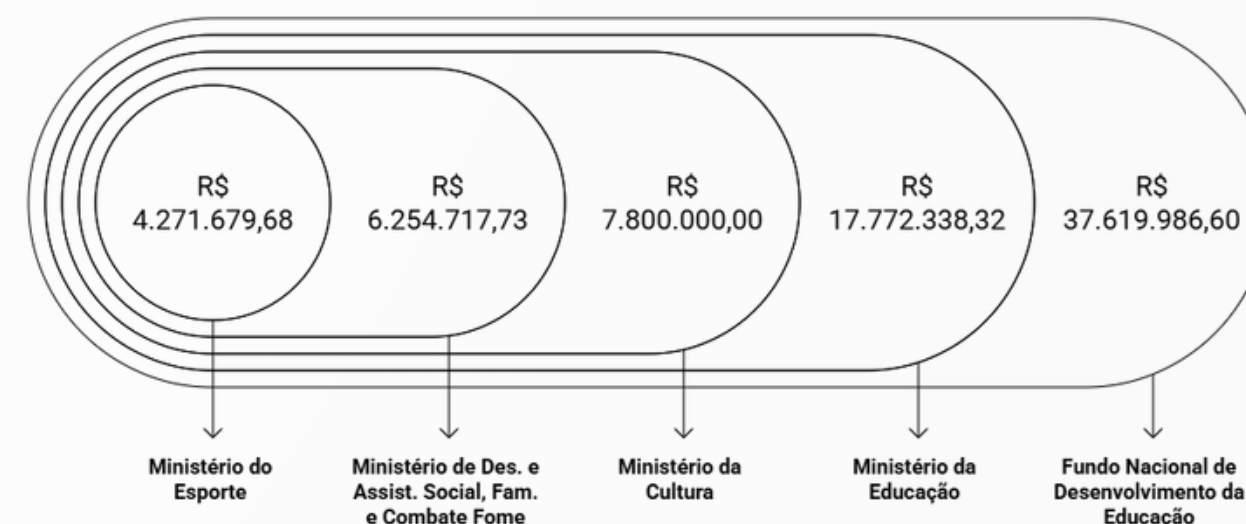 R$
4.271.679,68
R$
6.254.717,73
R$
7.800.000,00
R$
17.772.338,32
R$
37.619.986,60
Ministério do
Esporte
Ministério de Des. e
Assist. Social, Fam.
e Combate Fome
Ministério da
Cultura
Ministério da
Educação
Fundo Nacional de
Desenvolvimento da
Educação